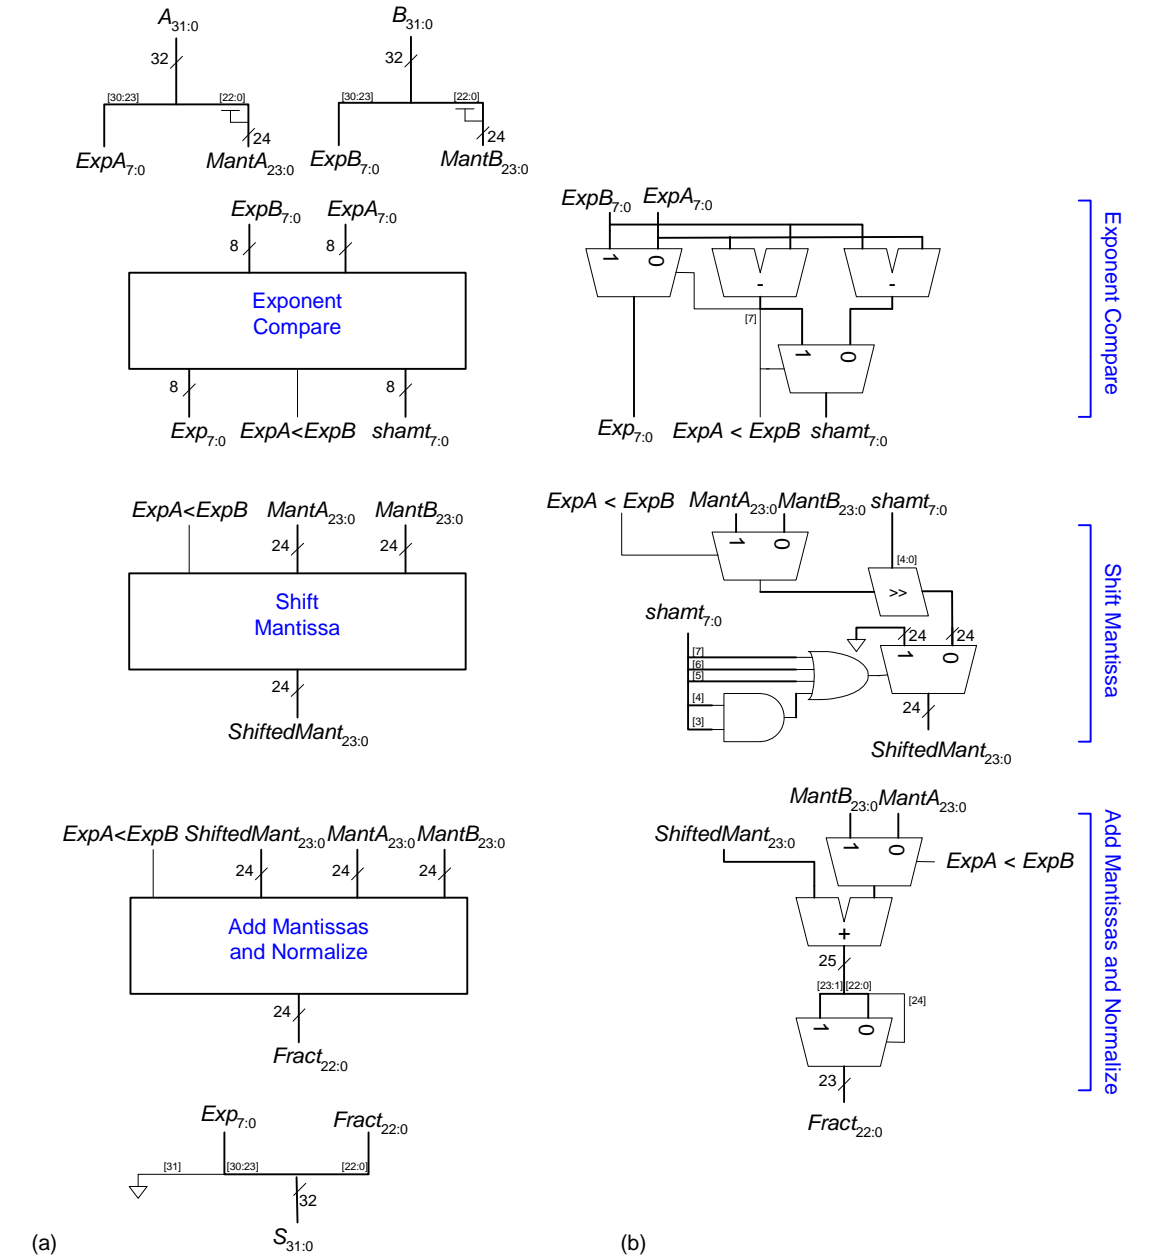 A31:0 B31:0
32 32
[30:23] [22:0] [30:23] [22:0]
24 24
ExpA7:0 MantA23:0 ExpB7:0 MantB23:0
ExpB7:0 ExpA7:0
8 8
Exponent
Compare
8 8
Exp7:0 ExpA<ExpB shamt7:0
ExpA<ExpB MantA23:0 MantB23:0
24 24
Shift
Mantissa
24
ShiftedMant23:0
ExpA<ExpB ShiftedMant23:0 MantA23:0 MantB23:0
24 24 24
Add Mantissas
and Normalize
24
Fract22:0
Exp7:0 Fract22:0
[31] [30:23] [22:0]
32
S31:0
(a)
ExpB7:0 ExpA7:0
1 0
- -
[7]
1 0
Exp7:0 ExpA < ExpB shamt7:0
Exponent Compare
ExpA < ExpB MantA23:0 MantB23:0 shamt7:0
1 0 [4:0]
>>
shamt7:0
24 24
[7]
[6]
[5]
[4]
[3]
1 0
24
ShiftedMant23:0
Shift Mantissa
MantB23:0 MantA23:0
ShiftedMant23:0
1 0
ExpA < ExpB
+
25
[23:1] [22:0] [24]
1 0
23
Fract22:0
Add Mantissas and Normalize
(b)